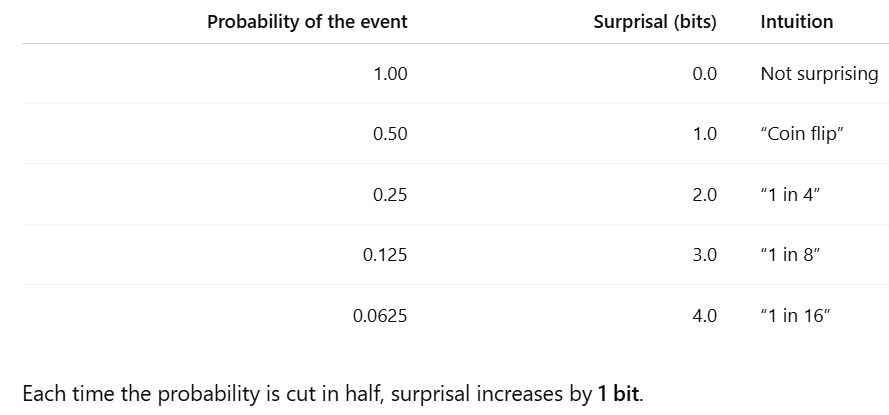 Probability of the event Surprisal (bits) Intuition
1.00 0.0 Not surprising
0.50 1.0 “Coin flip”
0.25 2.0 “1 in 4”
0.125 3.0 “1 in 8”
0.0625 4.0 “1 in 16”
Each time the probability is cut in half, surprisal increases by 1 bit.